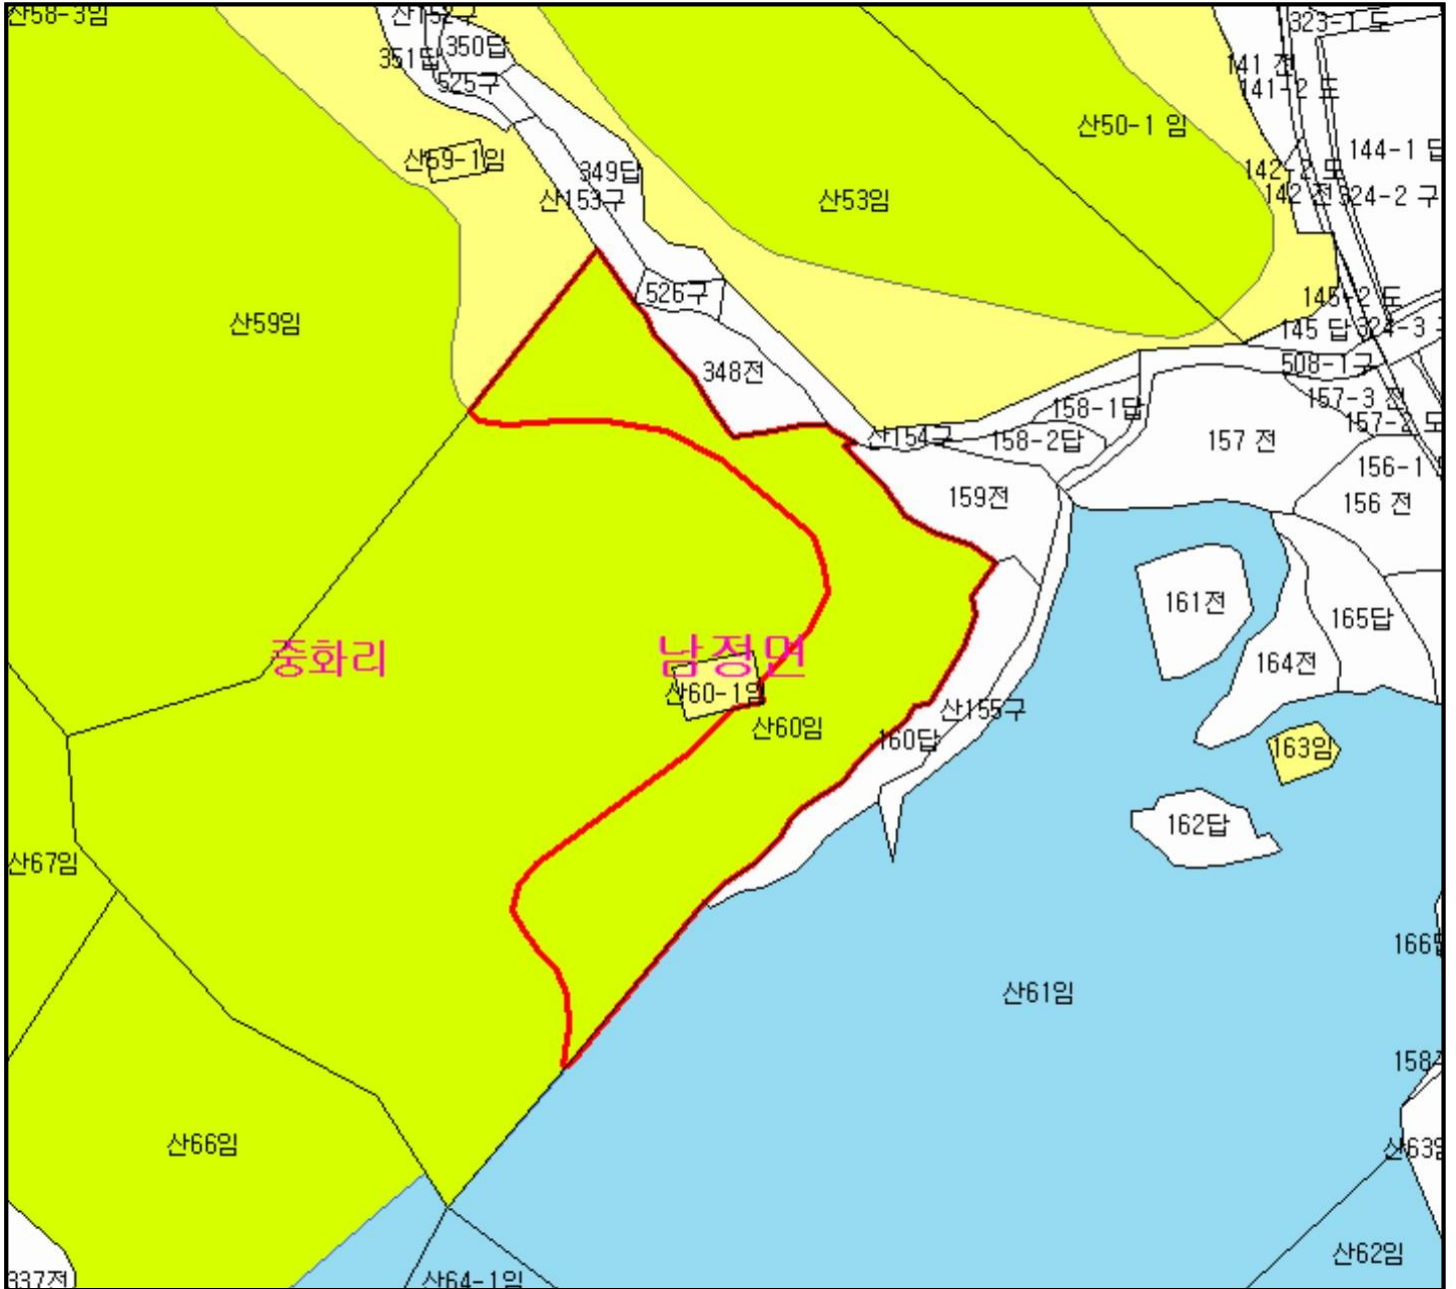 산58-3임
산152구
323-1 도
350답
351답
141 전
525구
141-2 도
산50-1 임
144-1 답
산59-1임
349답
142-2 도
산153구
산53임
142 전
324-2 구
526구
145-2 도
산59임
145 답
324-3
508-1구
348전
157-3 전
158-1답
157-2 도
산154구
158-2답
157 전
156-1
159전
156 전
161전
165답
중화리
남정면
164전
산60-1임
산155구
산60임
160답
163임
162답
산67임
166답
산61임
158
산66임
산63임
산62임
337전
산64-1임